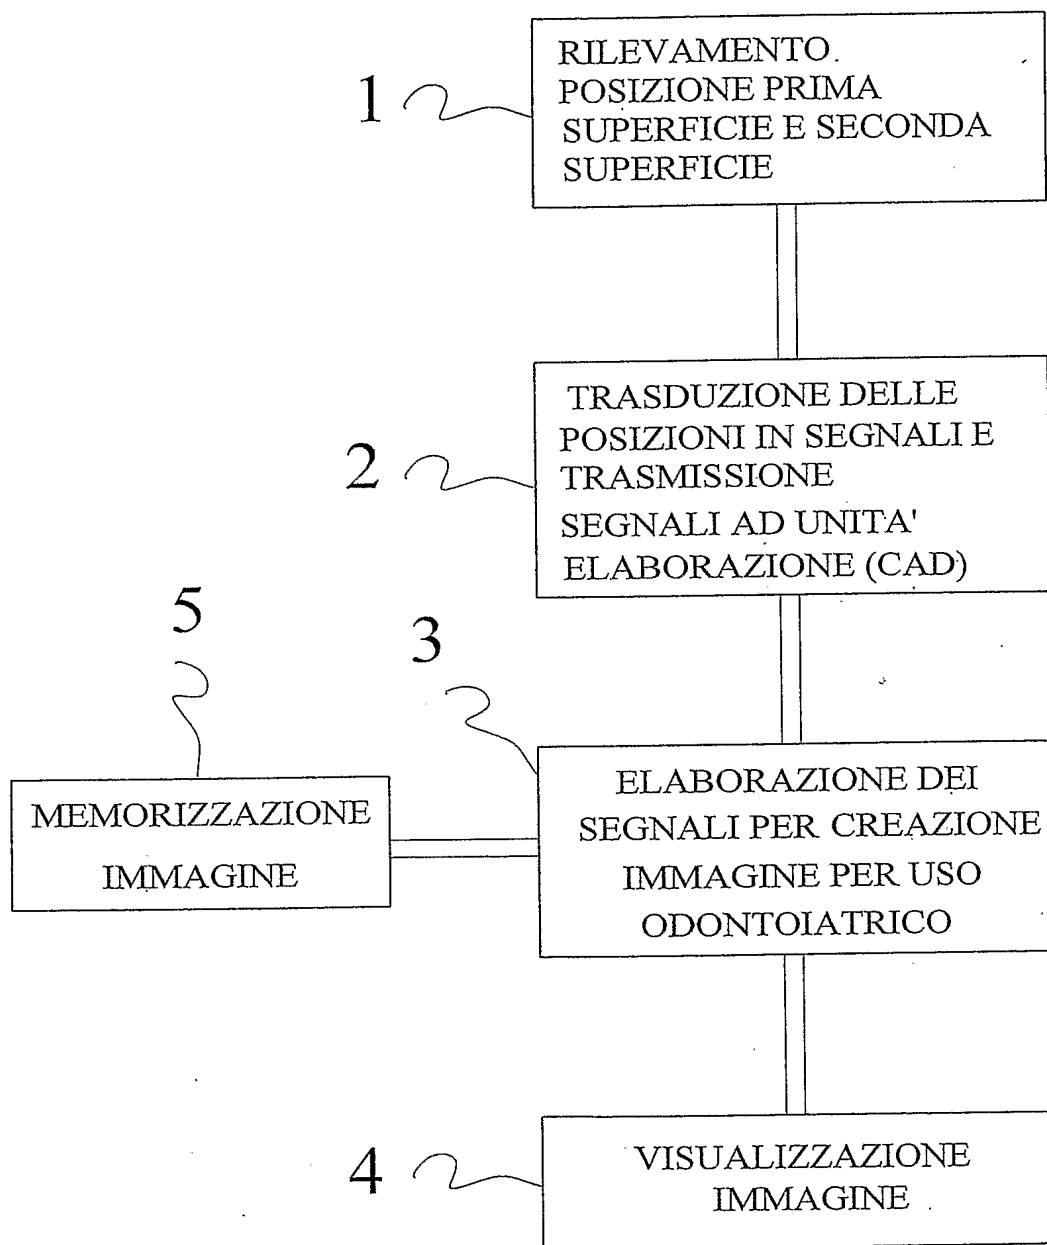 1
RILEVAMENTO.
POSIZIONE PRIMA
SUPERFICIE E SECONDA
SUPERFICIE
2
TRASDUZIONE DELLE
POSIZIONI IN SEGNALI E
TRASMISSIONE
SEGNALI AD UNITA'
ELABORAZIONE (CAD)
5
3
MEMORIZZAZIONE
IMMAGINE
ELABORAZIONE DEI
SEGNALI PER CREAZIONE
IMMAGINE PER USO
ODONTOIATRICO
4
VISUALIZZAZIONE
IMMAGINE